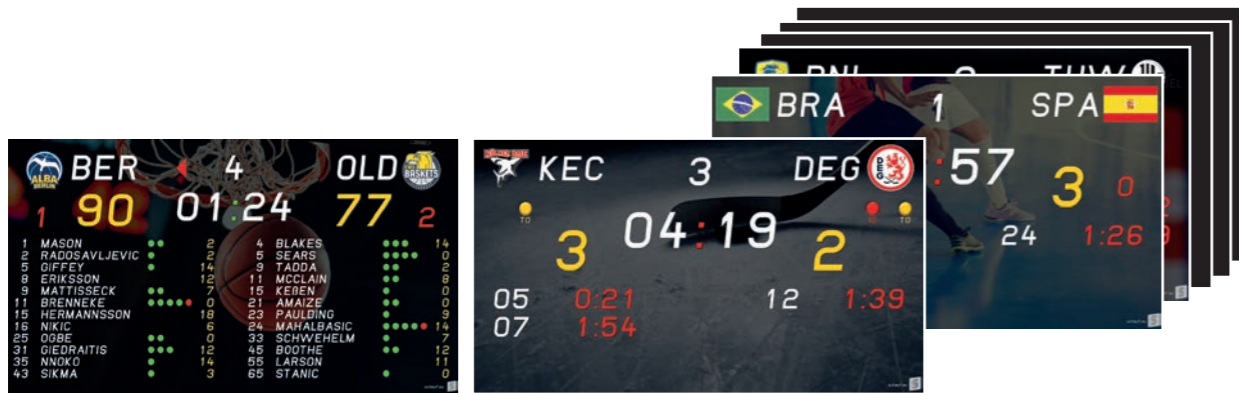 BER 4 OLD
ALBA BERLIN
BASKETS
1 90 01:24 77 2
1 MASON 2 4 BLAKES 14
2 RADOSAVLJEVIC 2 5 SEARS 0
5 GIFFEY 14 9 TADDA 2
8 ERIKSSON 12 11 MCCLAIN 8
9 MATTISSECK 7 15 KEßEN 0
11 BRENNEKE 0 21 AMAIZE 0
15 HERMANNSSON 18 23 PAULDING 9
16 NIKIC 6 24 MAHALBASIC 14
25 OGBE 0 33 SCHWEHELM 7
31 GIEDRAITIS 12 45 BOOTHE 12
35 NNOKO 14 55 LARSON 11
43 SIKMA 3 65 STANIC 0
KEC 3 DEG
TO TO
04:19
3 2
05 0:21 12 1:39
07 1:54
BRA 1 SPA
:57 3 0
24 1:26